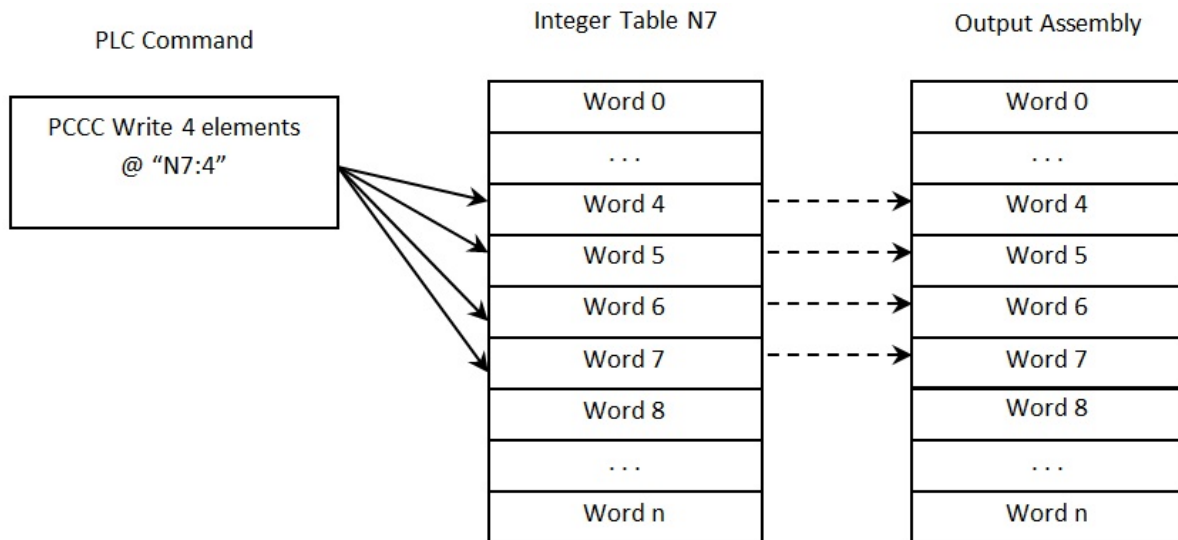 PLC Command
PCCC Write 4 elements
@ “N7:4”
Integer Table N7
Word 0
. . .
Word 4
Word 5
Word 6
Word 7
Word 8
. . .
Word n
Output Assembly
Word 0
. . .
Word 4
Word 5
Word 6
Word 7
Word 8
. . .
Word n